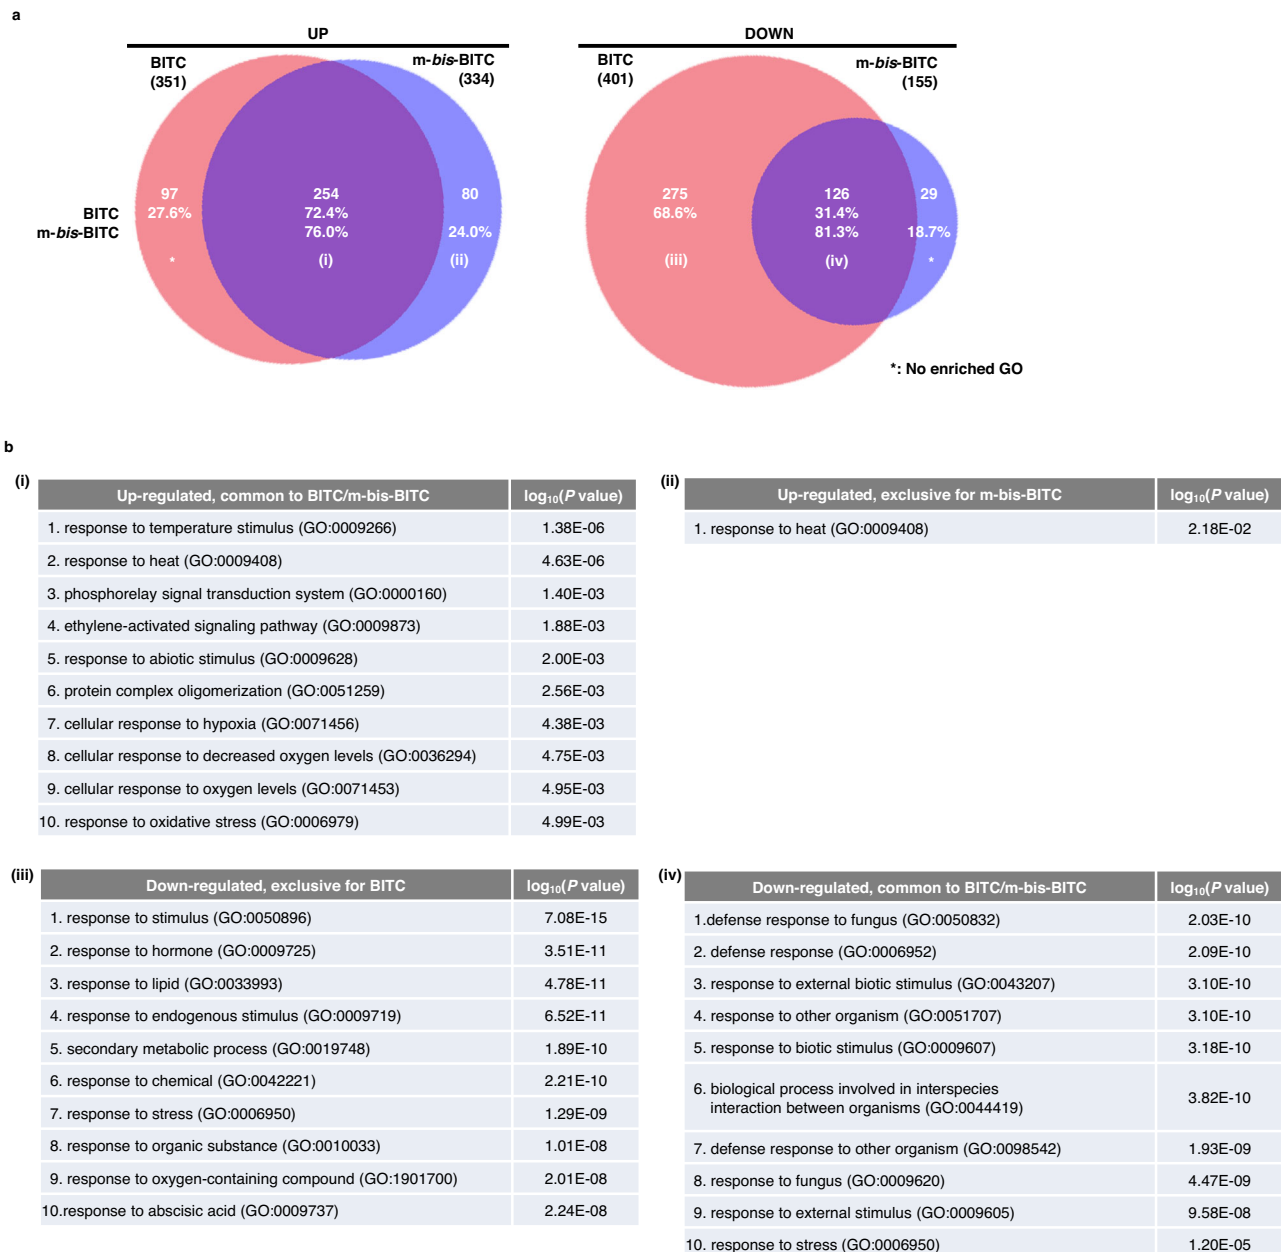 a
UP
BITC
(351)
m-bis-BITC
(334)
97
27.6%
254
72.4%
76.0%
80
24.0%
BITC
m-bis-BITC
*
(i)
(ii)
DOWN
BITC
(401)
m-bis-BITC
(155)
275
68.6%
126
31.4%
81.3%
29
18.7%
(iii)
(iv)
*
*: No enriched GO
b
(i)
Up-regulated, common to BITC/m-bis-BITC log10(P value)
1. response to temperature stimulus (GO:0009266) 1.38E-06
2. response to heat (GO:0009408) 4.63E-06
3. phosphorelay signal transduction system (GO:0000160) 1.40E-03
4. ethylene-activated signaling pathway (GO:0009873) 1.88E-03
5. response to abiotic stimulus (GO:0009628) 2.00E-03
6. protein complex oligomerization (GO:0051259) 2.56E-03
7. cellular response to hypoxia (GO:0071456) 4.38E-03
8. cellular response to decreased oxygen levels (GO:0036294) 4.75E-03
9. cellular response to oxygen levels (GO:0071453) 4.95E-03
10. response to oxidative stress (GO:0006979) 4.99E-03
(ii)
Up-regulated, exclusive for m-bis-BITC log10(P value)
1. response to heat (GO:0009408) 2.18E-02
(iii)
Down-regulated, exclusive for BITC log10(P value)
1. response to stimulus (GO:0050896) 7.08E-15
2. response to hormone (GO:0009725) 3.51E-11
3. response to lipid (GO:0033993) 4.78E-11
4. response to endogenous stimulus (GO:0009719) 6.52E-11
5. secondary metabolic process (GO:0019748) 1.89E-10
6. response to chemical (GO:0042221) 2.21E-10
7. response to stress (GO:0006950) 1.29E-09
8. response to organic substance (GO:0010033) 1.01E-08
9. response to oxygen-containing compound (GO:1901700) 2.01E-08
10.response to abscisic acid (GO:0009737) 2.24E-08
(iv)
Down-regulated, common to BITC/m-bis-BITC log10(P value)
1.defense response to fungus (GO:0050832) 2.03E-10
2. defense response (GO:0006952) 2.09E-10
3. response to external biotic stimulus (GO:0043207) 3.10E-10
4. response to other organism (GO:0051707) 3.10E-10
5. response to biotic stimulus (GO:0009607) 3.18E-10
6. biological process involved in interspecies
interaction between organisms (GO:0044419) 3.82E-10
7. defense response to other organism (GO:0098542) 1.93E-09
8. response to fungus (GO:0009620) 4.47E-09
9. response to external stimulus (GO:0009605) 9.58E-08
10. response to stress (GO:0006950) 1.20E-05